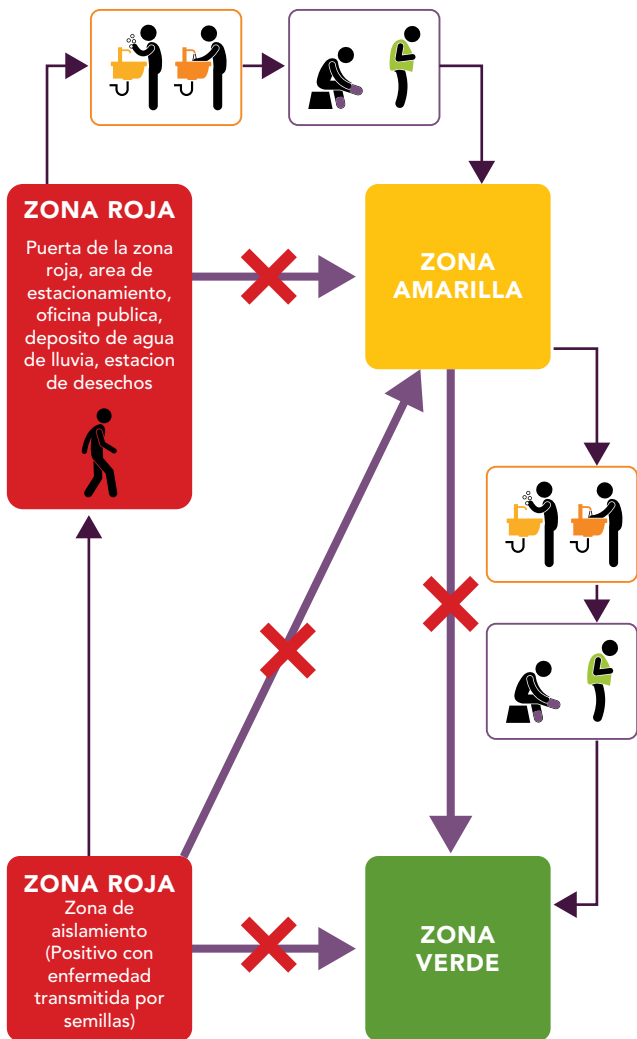 ZONA ROJA
Puerta de la zona
roja, area de
estacionamiento,
oficina publica,
deposito de agua
de lluvia, estacion
de desechos
ZONA
AMARILLA
ZONA ROJA
Zona de
aislamiento
(Positivo con
enfermedad
transmitida por
semillas)
ZONA
VERDE